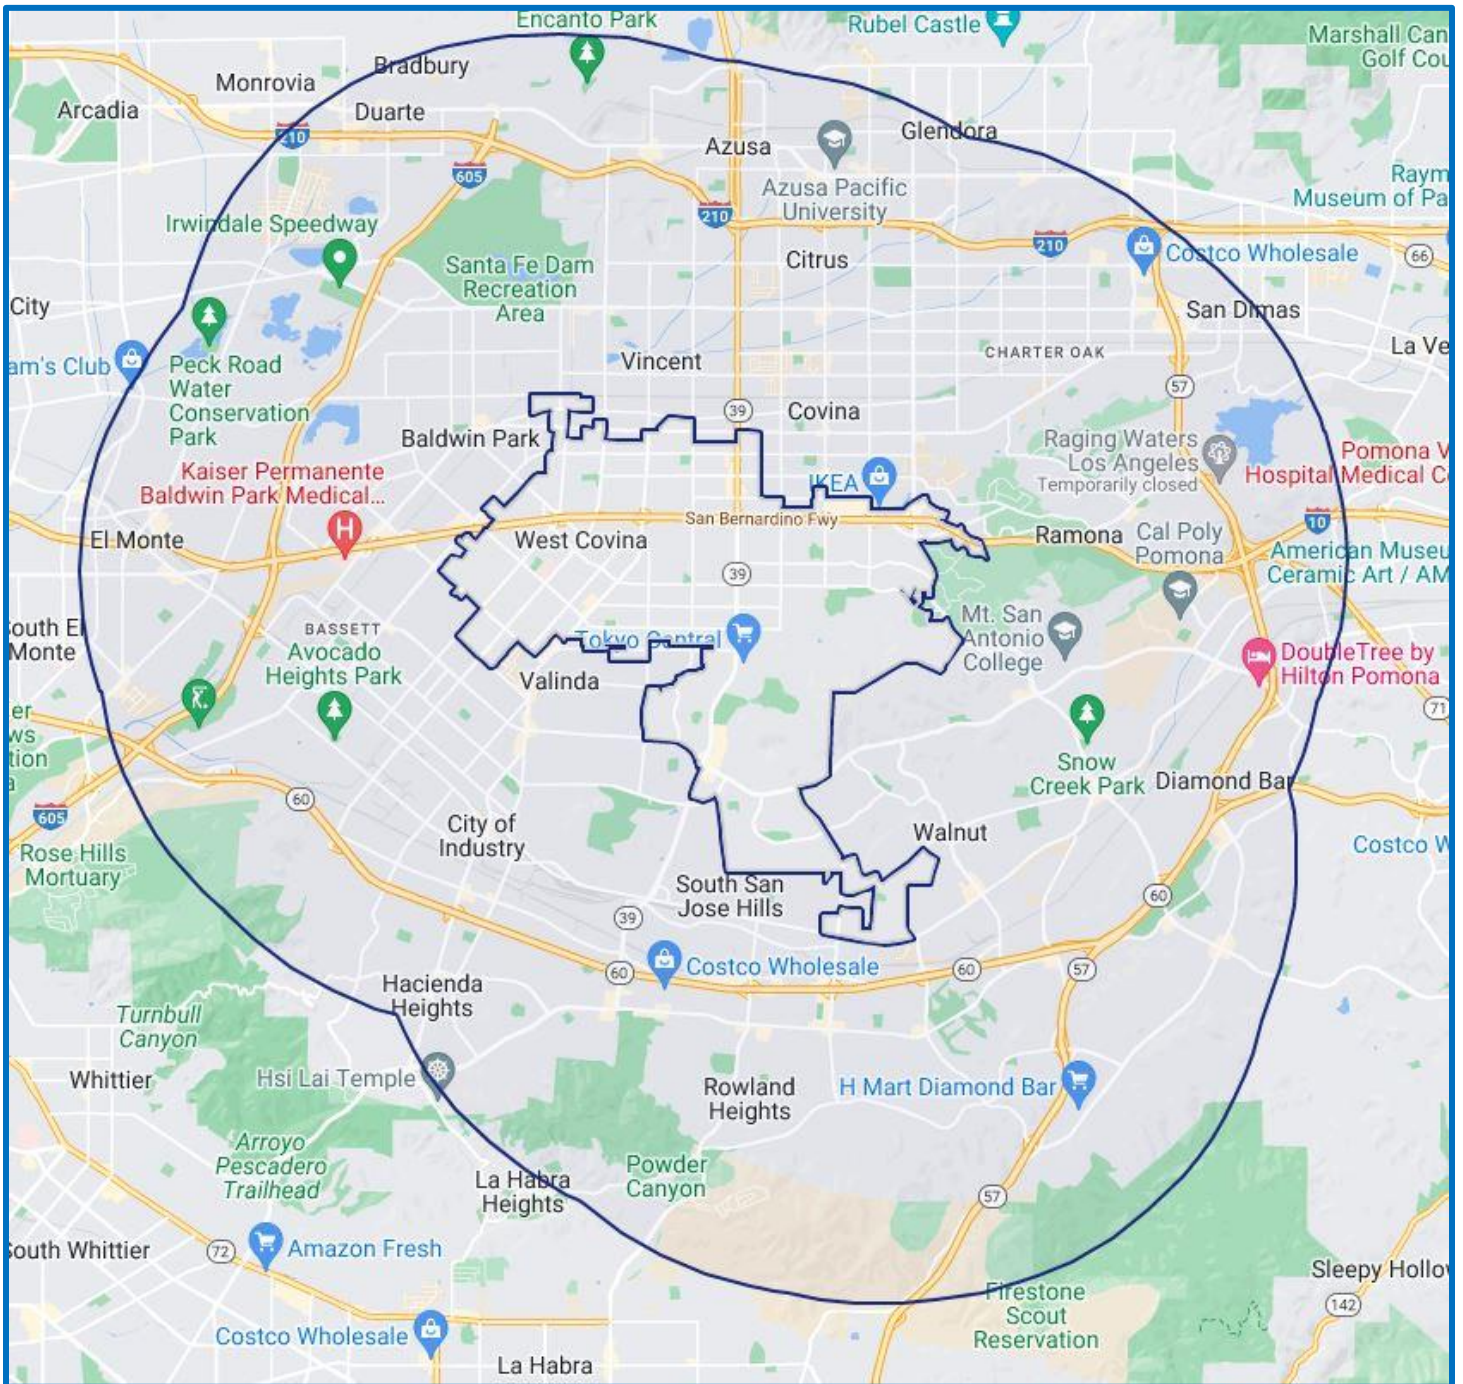 Encanto Park
Rubel Castle
Marshall Can
Golf Cou
Bradbury
Monrovia
Arcadia
Duarte
210
Glendora
Azusa
605
Azusa Pacific
University
Raym
Museum of Pa
210
Irwindale Speedway
210
Costco Wholesale
66
Citrus
Santa Fe Dam
Recreation
Area
City
San Dimas
La Ve
CHARTER OAK
Vincent
am's Club
Peck Road
Water
Conservation
Park
57
39
Covina
Baldwin Park
Raging Waters
Los Angeles
Temporarily closed
Pomona V
Hospital Medical C
Kaiser Permanente
Baldwin Park Medical...
IKEA
San Bernardino Fwy
10
El Monte
West Covina
Ramona
Cal Poly
Pomona
American Museu
Ceramic Art / AM
39
South El
Monte
BASSETT
Avocado
Heights Park
Tokyo Central
Mt. San
Antonio
College
DoubleTree by
Hilton Pomona
Valinda
71
er
ws
tion
a
Snow
Creek Park
Diamond Bar
60
605
City of
Industry
Walnut
Costco W
Rose Hills
Mortuary
South San
Jose Hills
60
39
Hacienda
Heights
60
Costco Wholesale
60
57
Turnbull
Canyon
Whittier
Hsi Lai Temple
Rowland
Heights
H Mart Diamond Bar
Arroyo
Pescadero
Trailhead
La Habra
Heights
Powder
Canyon
57
South Whittier
72
Amazon Fresh
Sleepy Hollow
Firestone
Scout
Reservation
142
Costco Wholesale
La Habra